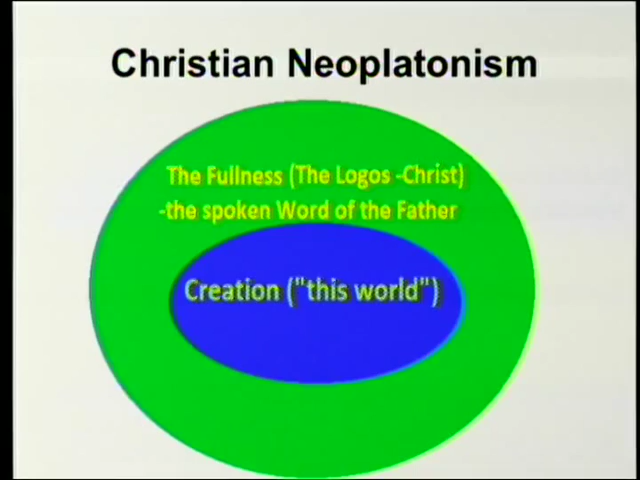 Christian Neoplatonism
The Fullness (The Logos -Christ)
-the spoken Word of the Father
Creation ("this world")